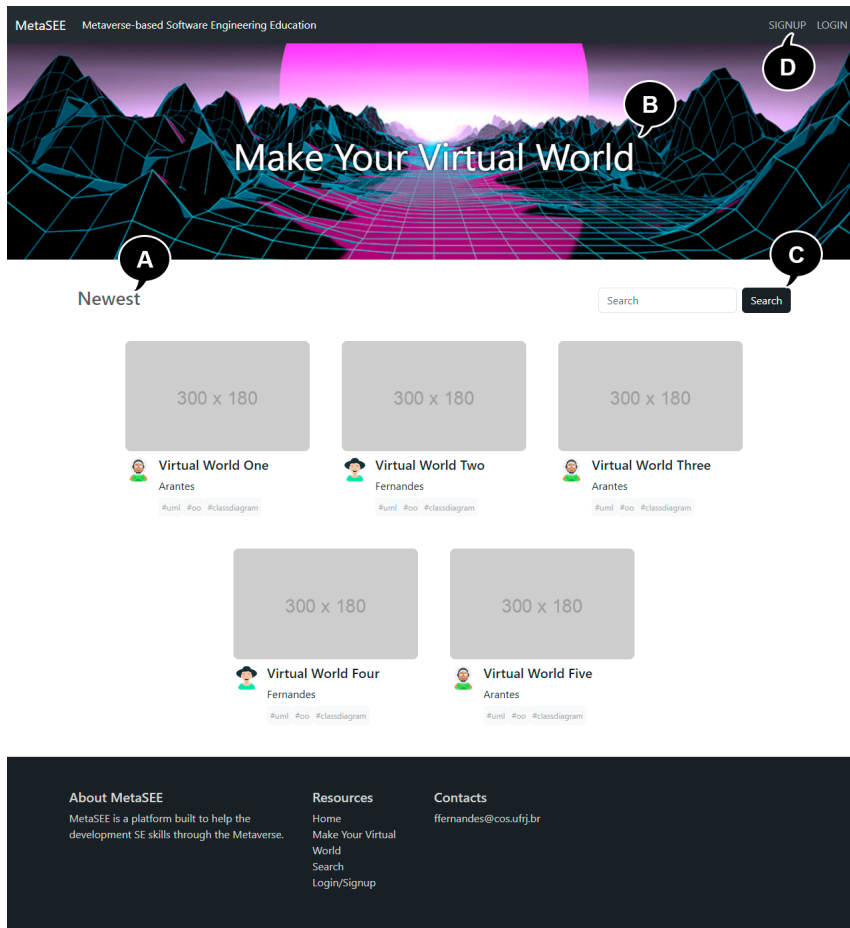 MetaSEE Metaverse-based Software Engineering Education SIGNUP LOGIN
D
B
Make Your Virtual World
A
C
Newest Search Search
300 x 180 300 x 180 300 x 180
Virtual World One Virtual World Two Virtual World Three
Arantes Fernandes Arantes
#uml #oo #classdiagram #uml #oo #classdiagram #uml #oo #classdiagram
300 x 180 300 x 180
Virtual World Four Virtual World Five
Fernandes Arantes
#uml #oo #classdiagram #uml #oo #classdiagram
About MetaSEE
MetaSEE is a platform built to help the
development SE skills through the Metaverse.
Resources
Home
Make Your Virtual
World
Search
Login/Signup
Contacts
ffernandes@cos.ufrj.br